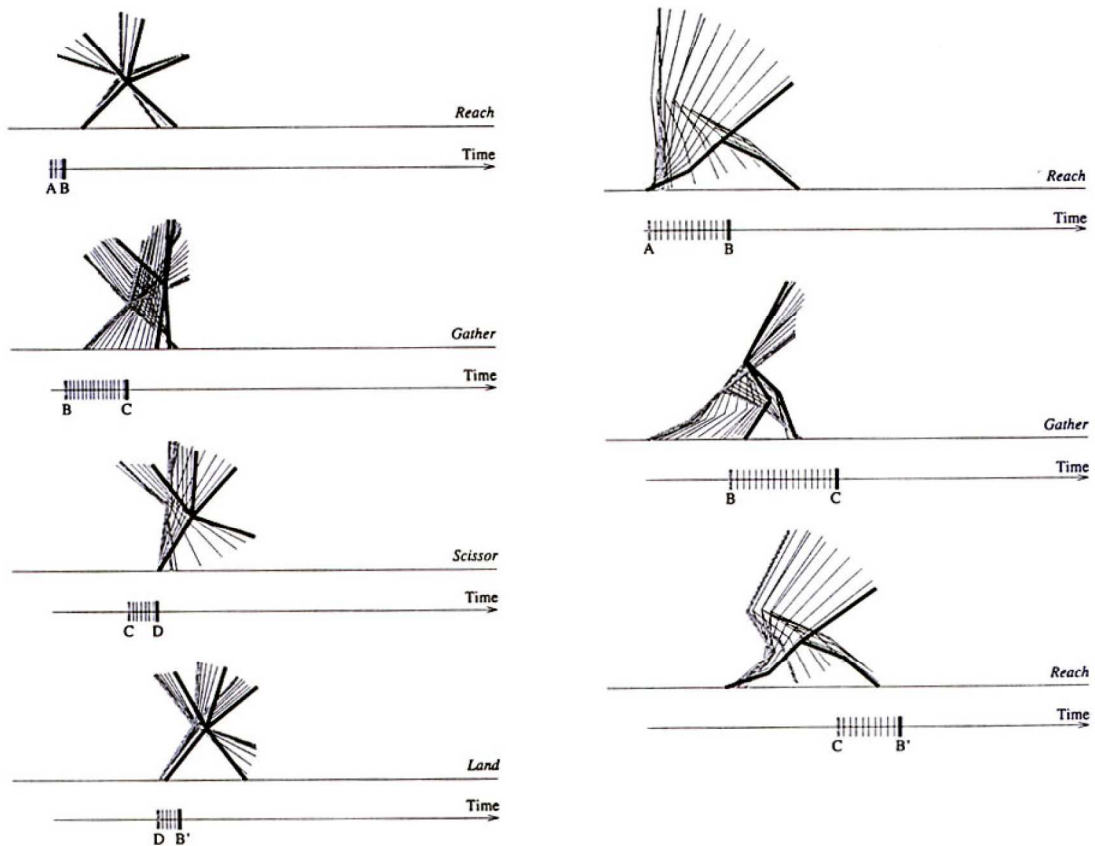 Reach
Time
A B
Gather
Time
B C
Scissor
Time
C D
Land
Time
D B'
Reach
Time
A B
Gather
Time
B C
Reach
Time
C B'